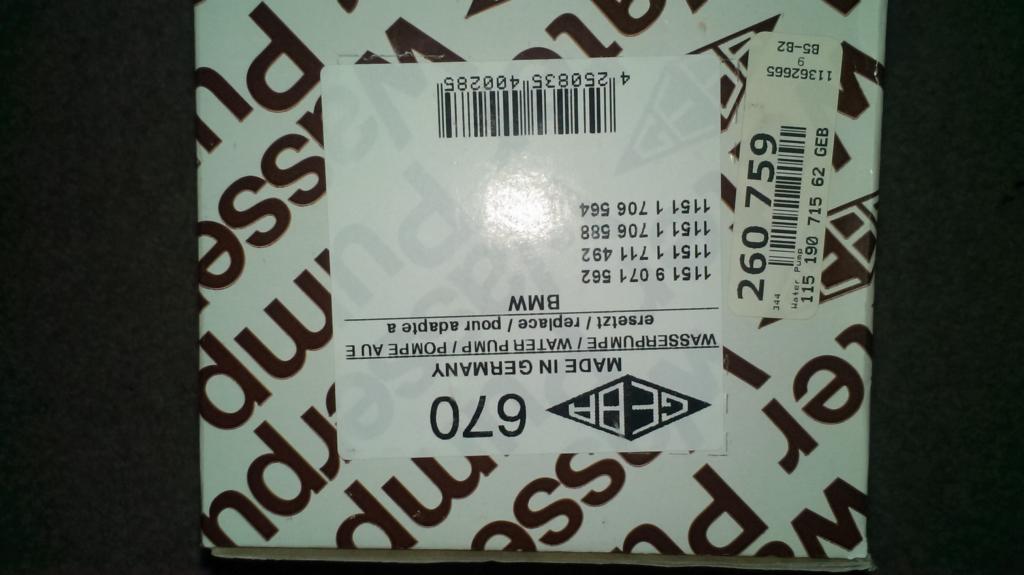 GEBA 670
MADE IN GERMANY
WASSERPUMPE / WATER PUMP / POMPE AU E
ersetzt / replace / pour adapte a
BMW
1151 9 071 562
1151 1 711 492
1151 1 706 588
1151 1 706 564
4 250835 400285
11362665
9
B5-B2
260 759
344
Water Pump
115 190 715 62 GEB